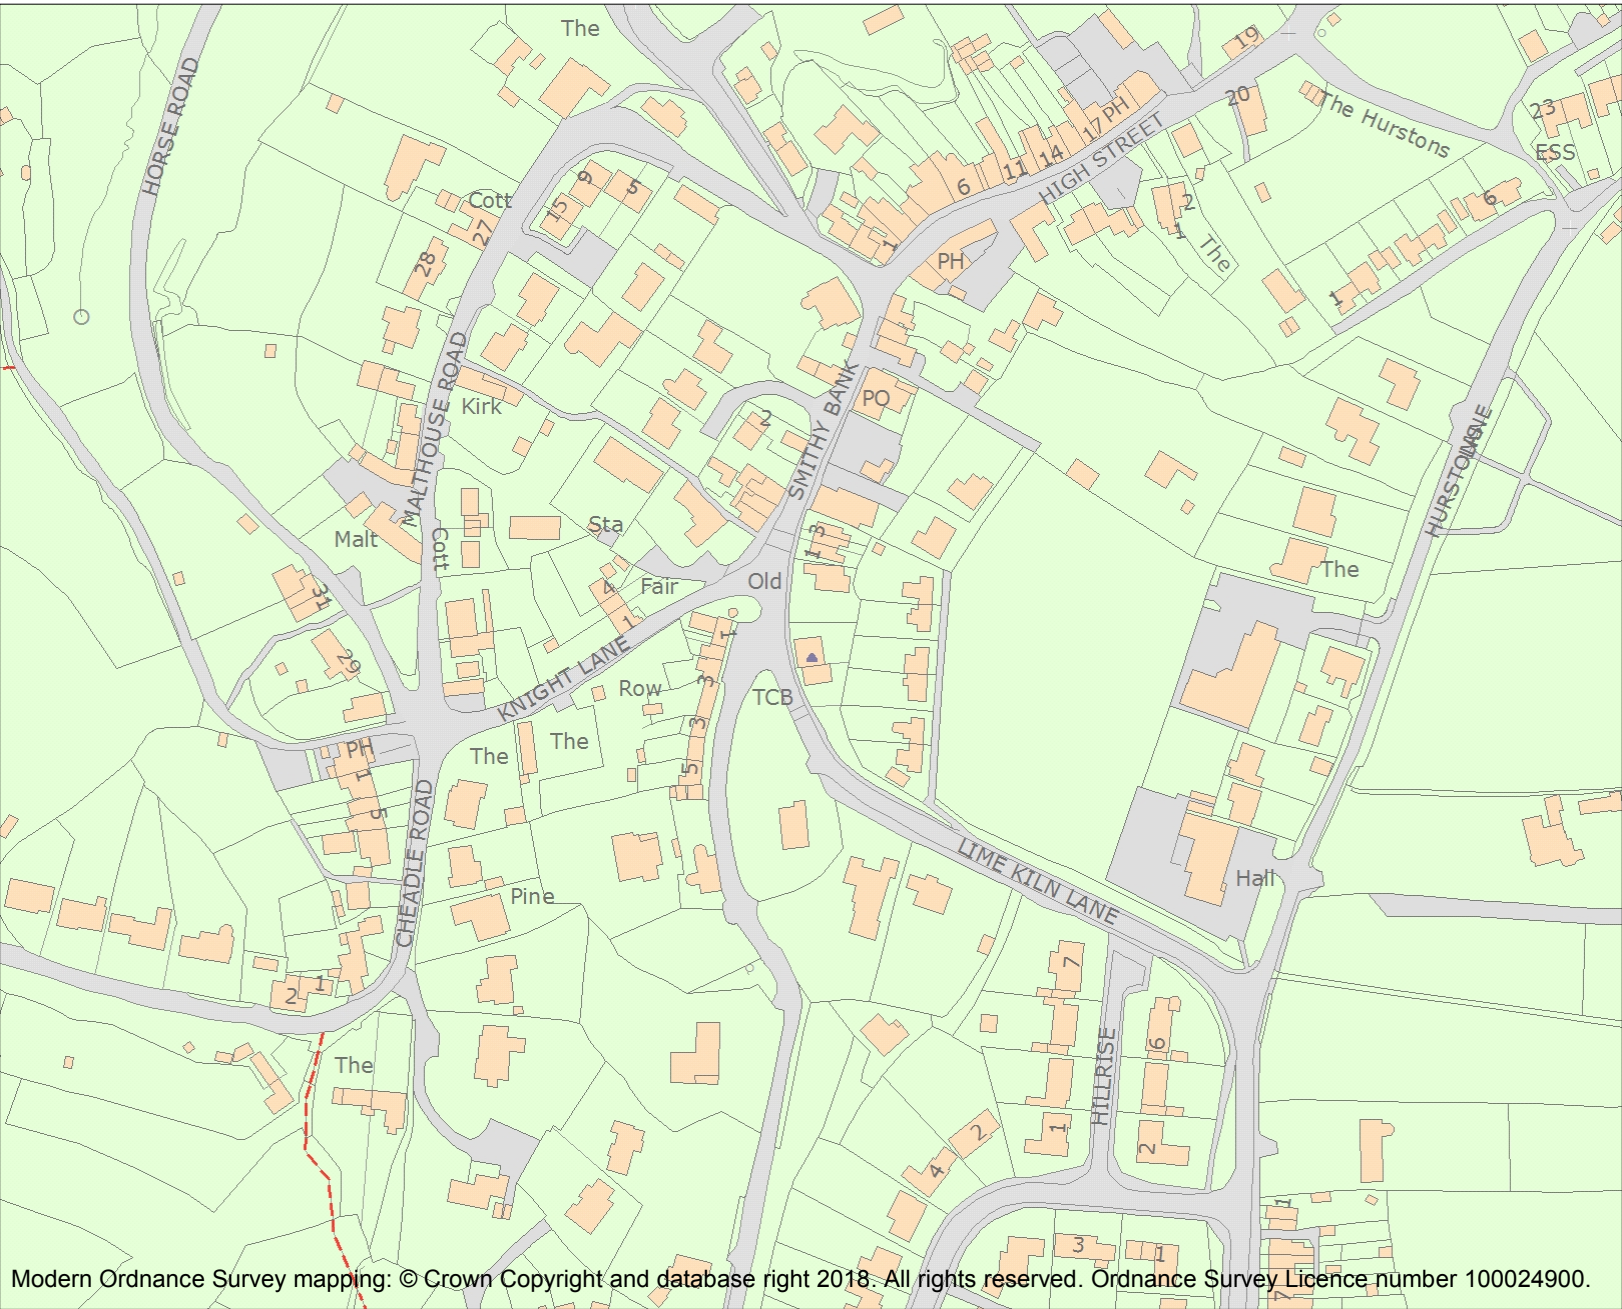 The
19
HORSE ROAD
20
The Hurstons
23
17 PH
ESS
14
HIGH STREET
11
9
5
6
Cott
15
27
2
6
1
The
28
PH
1
MALTHOUSE ROAD
SMITHY BANK
Kirk
PO
2
HURSTONS LANE
Malt
Cott
Sta
3
1
Old
The
Fair
4
1
31
1
KNIGHT LANE
29
Row
3
TCB
3
PH
The
The
1
5
5
CHEADLE ROAD
LIME KILN LANE
Hall
Pine
7
2
1
6
The
HILLRISE
1
2
2
4
1
3
1
7
Modern Ordnance Survey mapping: © Crown Copyright and database right 2018. All rights reserved. Ordnance Survey Licence number 100024900.